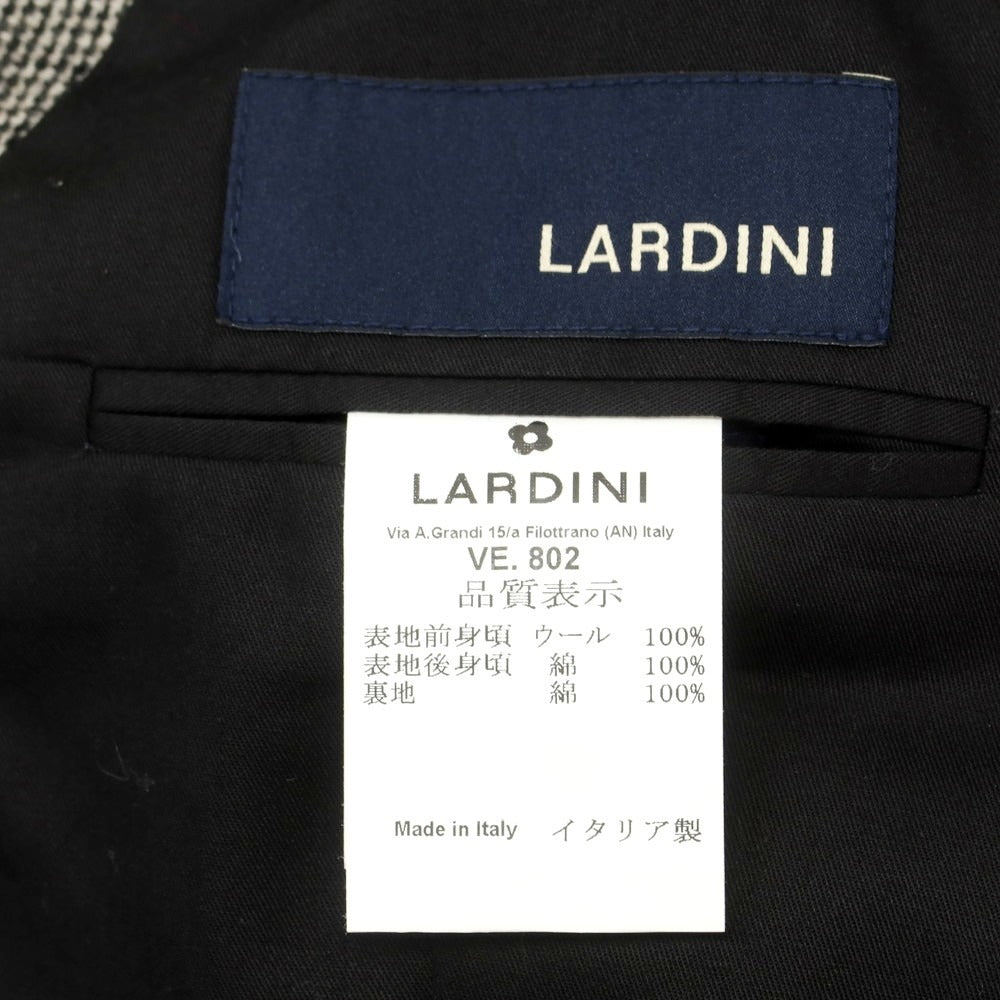 LARDINI
LARDINI
Via A.Grandi 15/a Filottrano (AN) Italy
VE. 802
品質表示
表地前身頃 ウール 100%
表地後身頃 綿 100%
裏地 綿 100%
Made in Italy イタリア製